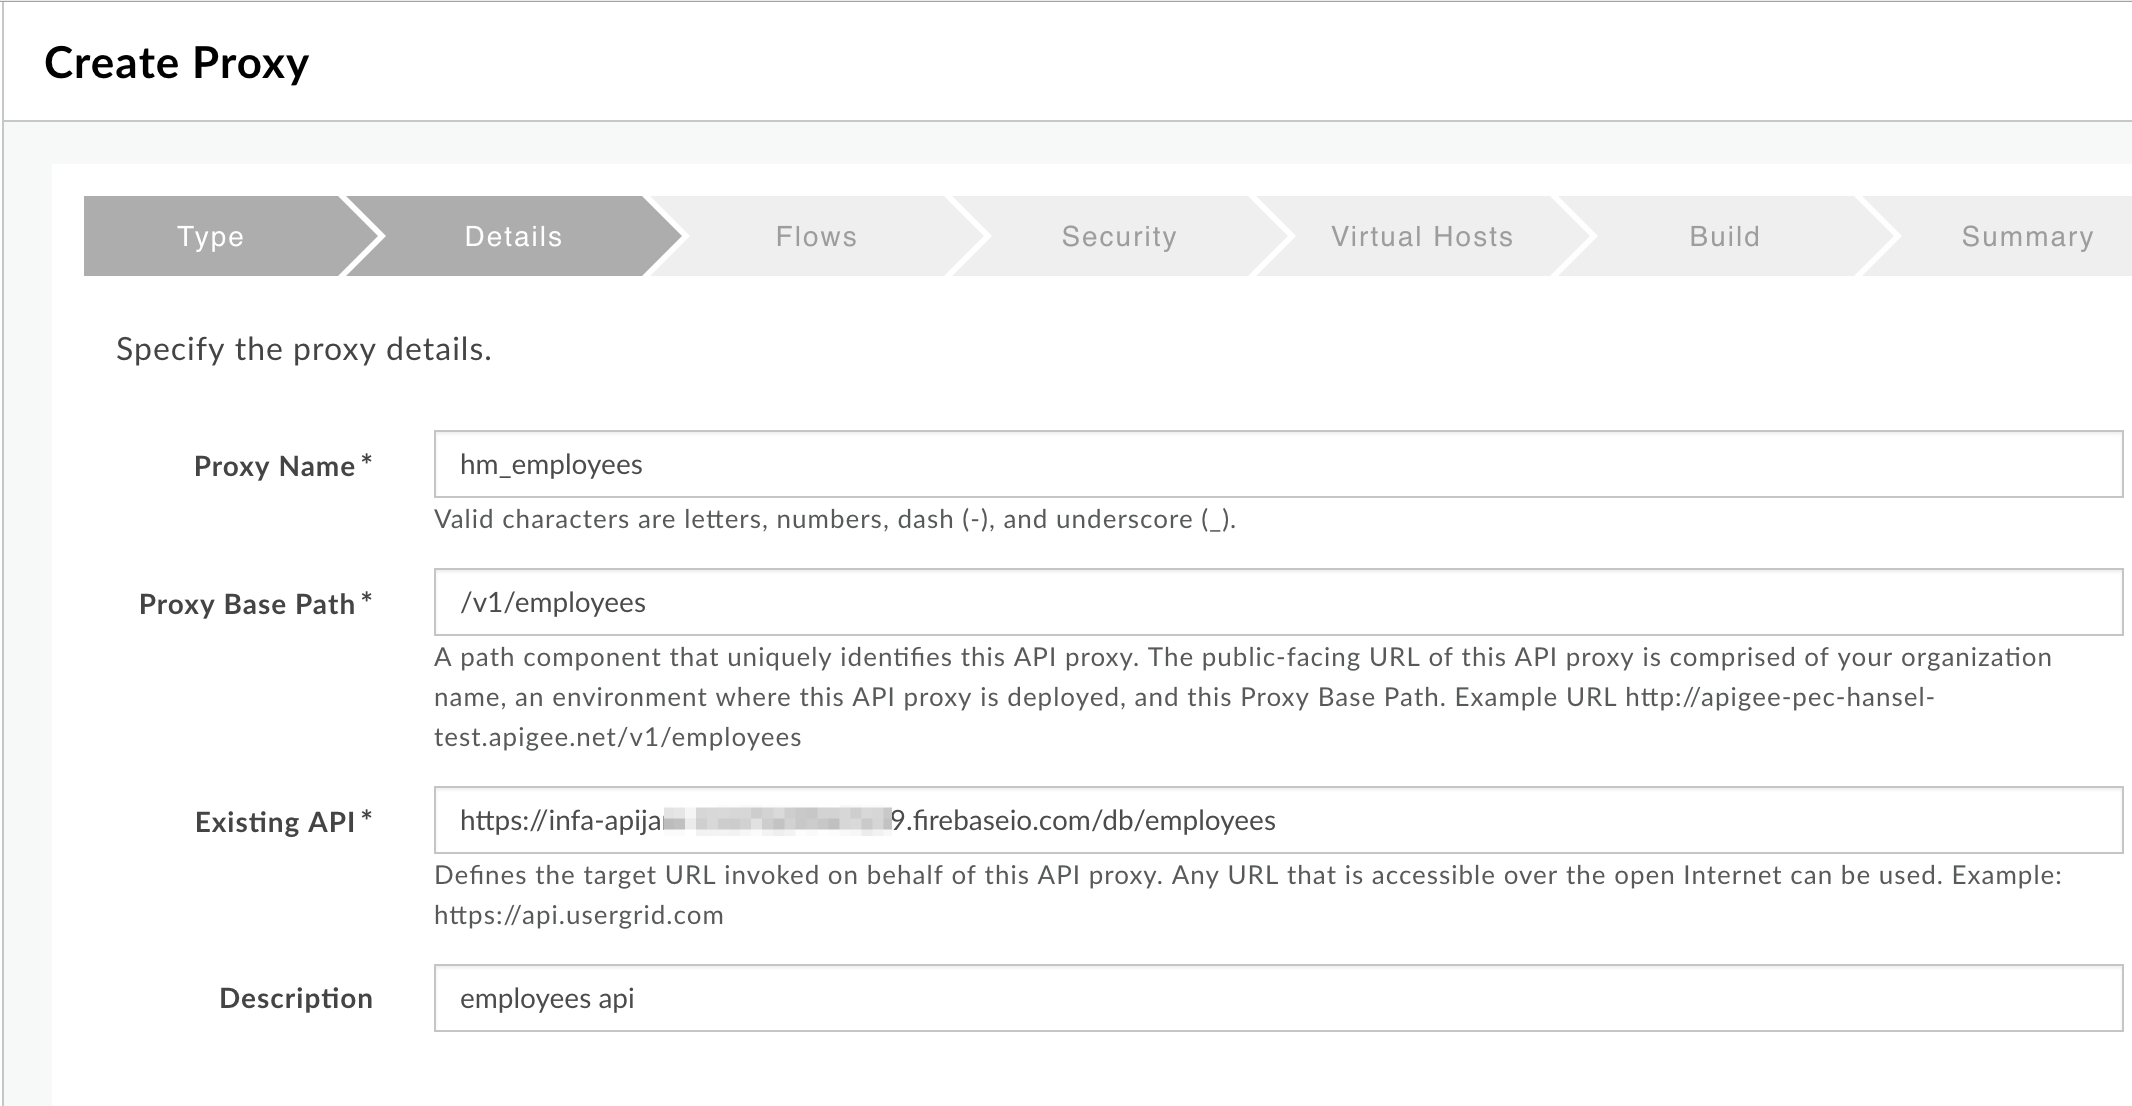 Create Proxy
Type Details Flows Security Virtual Hosts Build Summary
Specify the proxy details.
Proxy Name * hm_employees
Valid characters are letters, numbers, dash (-), and underscore (_).
Proxy Base Path * /v1/employees
A path component that uniquely identifies this API proxy. The public-facing URL of this API proxy is comprised of your organization
name, an environment where this API proxy is deployed, and this Proxy Base Path. Example URL http://apigee-pec-hansel-
test.apigee.net/v1/employees
Existing API * https://infa-apija 9.firebaseio.com/db/employees
Defines the target URL invoked on behalf of this API proxy. Any URL that is accessible over the open Internet can be used. Example:
https://api.usergrid.com
Description employees api